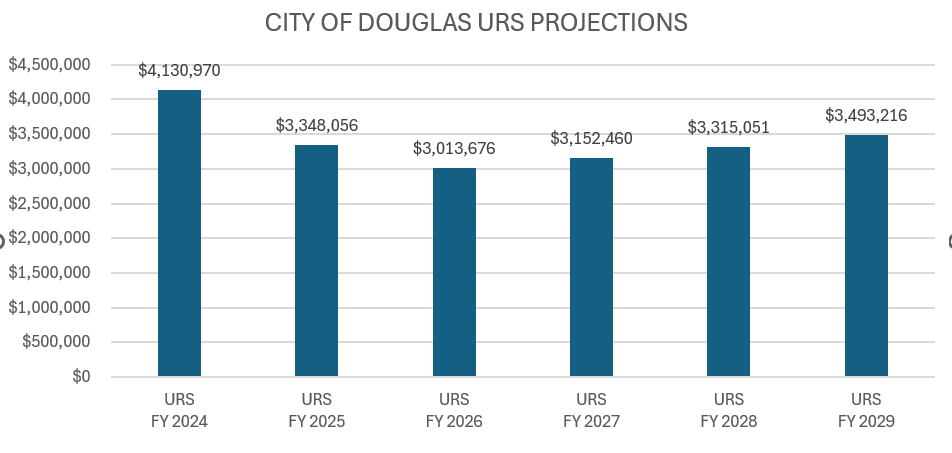 CITY OF DOUGLAS URS PROJECTIONS
$4,500,000
$4,000,000
$3,500,000
$3,000,000
$2,500,000
$2,000,000
$1,500,000
$1,000,000
$500,000
$0
$4,130,970
$3,348,056
$3,013,676
$3,152,460
$3,315,051
$3,493,216
URS
FY 2024
URS
FY 2025
URS
FY 2026
URS
FY 2027
URS
FY 2028
URS
FY 2029